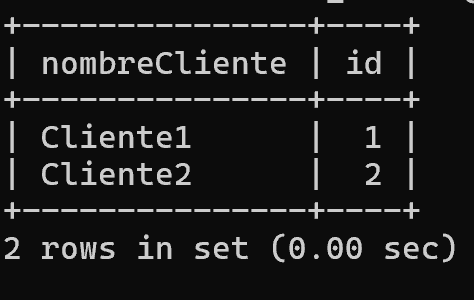 +---------------+----+
| nombreCliente | id |
+---------------+----+
| Cliente1      |  1 |
| Cliente2      |  2 |
+---------------+----+
2 rows in set (0.00 sec)